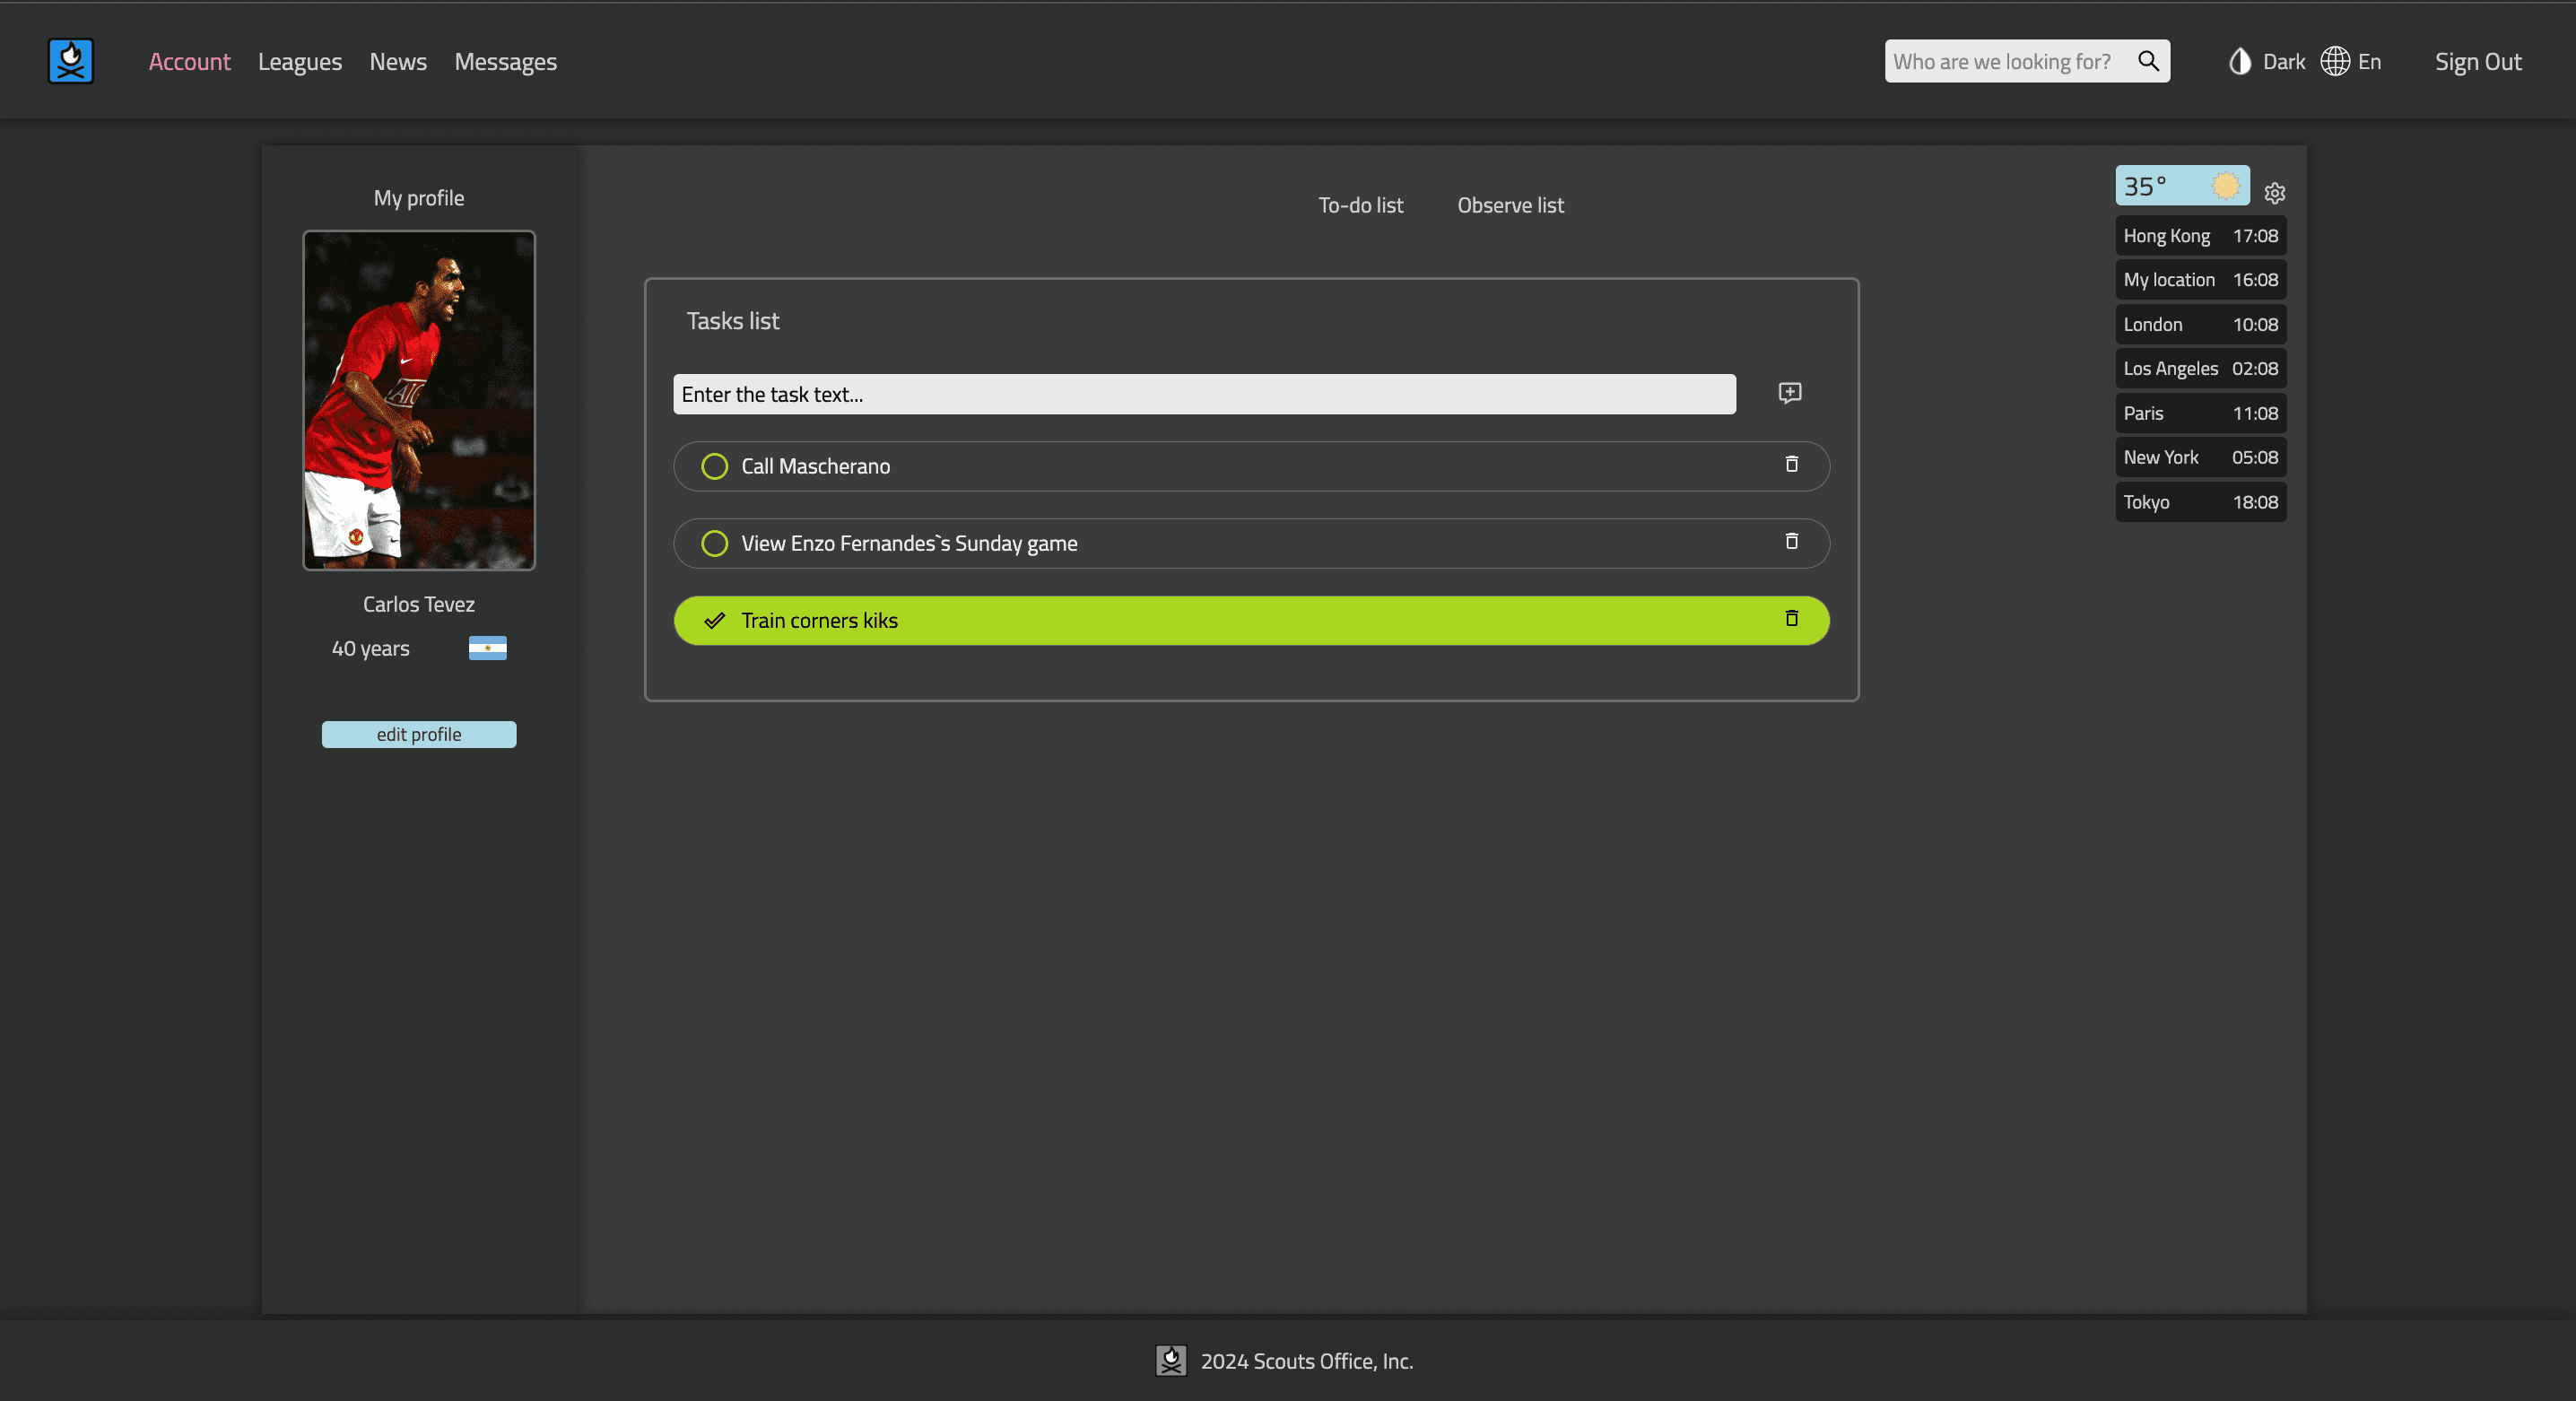 Account Leagues News Messages
Who are we looking for?
Dark En Sign Out
My profile
AIG
Carlos Tevez
40 years
edit profile
To-do list Observe list
Tasks list
Enter the task text...
Call Mascherano
View Enzo Fernandes`s Sunday game
Train corners kiks
35°
Hong Kong 17:08
My location 16:08
London 10:08
Los Angeles 02:08
Paris 11:08
New York 05:08
Tokyo 18:08
2024 Scouts Office, Inc.